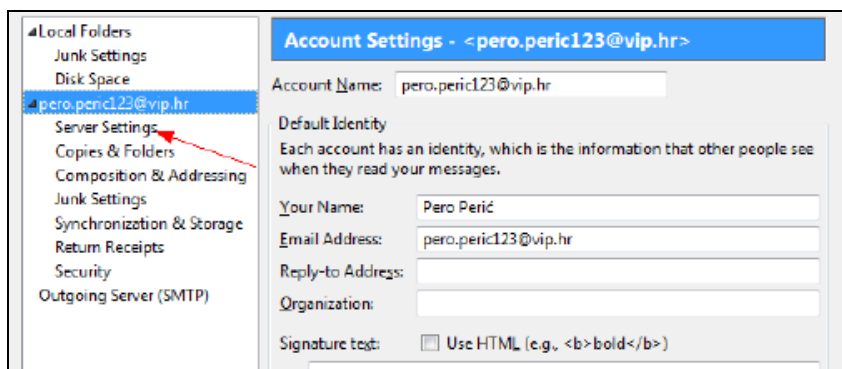 Local Folders
Junk Settings
Disk Space
pero.peric123@vip.hr
Server Settings
Copies & Folders
Composition & Addressing
Junk Settings
Synchronization & Storage
Return Receipts
Security
Outgoing Server (SMTP)
Account Settings - <pero.peric123@vip.hr>
Account Name: pero.peric123@vip.hr
Default Identity
Each account has an identity, which is the information that other people see
when they read your messages.
Your Name: Pero Perić
Email Address: pero.peric123@vip.hr
Reply-to Address:
Organization:
Signature text: Use HTML (e.g., <b>bold</b>)